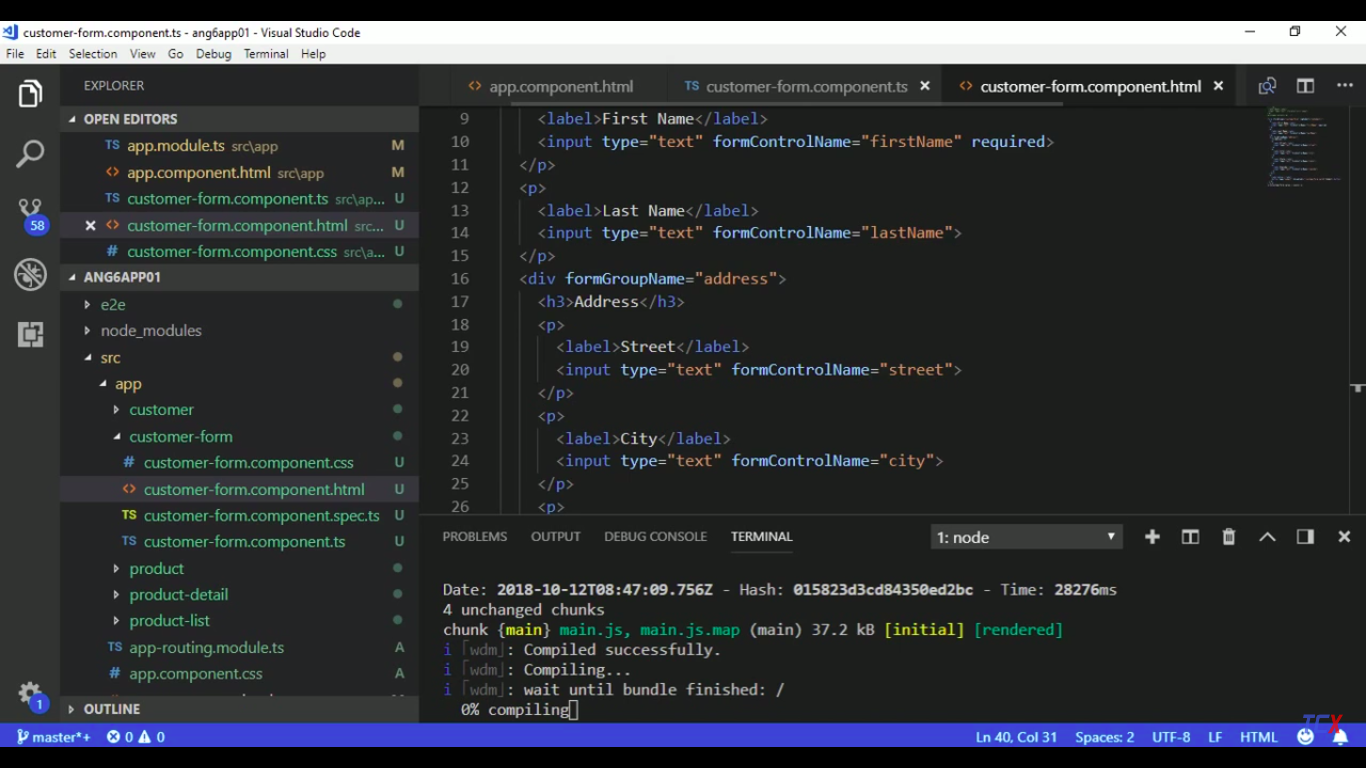 customer-form.component.ts - ang6app01 - Visual Studio Code
File Edit Selection View Go Debug Terminal Help
EXPLORER
OPEN EDITORS
TS app.module.ts src\app M
<> app.component.html src\app M
TS customer-form.component.ts src\ap... U
<> customer-form.component.html src... U
# customer-form.component.css src\a... U
ANG6APP01
e2e
node_modules
src
app
customer
customer-form
# customer-form.component.css U
<> customer-form.component.html U
TS customer-form.component.spec.ts U
TS customer-form.component.ts U
product
product-detail
product-list
TS app-routing.module.ts A
# app.component.css A
OUTLINE
58
1
<> app.component.html TS customer-form.component.ts <> customer-form.component.html
9 <label>First Name</label>
10 <input type="text" formControlName="firstName" required>
11 </p>
12 <p>
13 <label>Last Name</label>
14 <input type="text" formControlName="lastName">
15 </p>
16 <div formGroupName="address">
17 <h3>Address</h3>
18 <p>
19 <label>Street</label>
20 <input type="text" formControlName="street">
21 </p>
22 <p>
23 <label>City</label>
24 <input type="text" formControlName="city">
25 </p>
26 <p>
PROBLEMS OUTPUT DEBUG CONSOLE TERMINAL 1: node
Date: 2018-10-12T08:47:09.756Z - Hash: 015823d3cd84350ed2bc - Time: 28276ms
4 unchanged chunks
chunk {main} main.js, main.js.map (main) 37.2 kB [initial] [rendered]
i ｢wdm｣: Compiled successfully.
i ｢wdm｣: Compiling...
i ｢wdm｣: wait until bundle finished: /
0% compiling
master*+ 0 0 Ln 40, Col 31 Spaces: 2 UTF-8 LF HTML
TCX